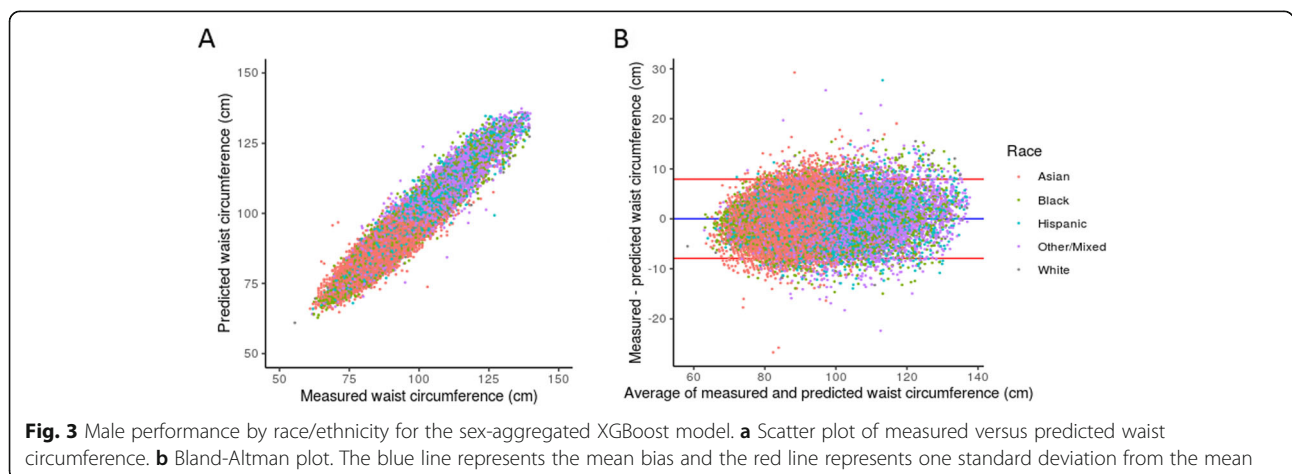 A
B
150
125
100
75
50
Predicted waist circumference (cm)
50
75
100
125
150
Measured waist circumference (cm)
30
20
10
0
-10
-20
Measured - predicted waist circumference (cm)
60
80
100
120
140
Average of measured and predicted waist circumference (cm)
Race
Asian
Black
Hispanic
Other/Mixed
White
Fig. 3 Male performance by race/ethnicity for the sex-aggregated XGBoost model. a Scatter plot of measured versus predicted waist
circumference. b Bland-Altman plot. The blue line represents the mean bias and the red line represents one standard deviation from the mean